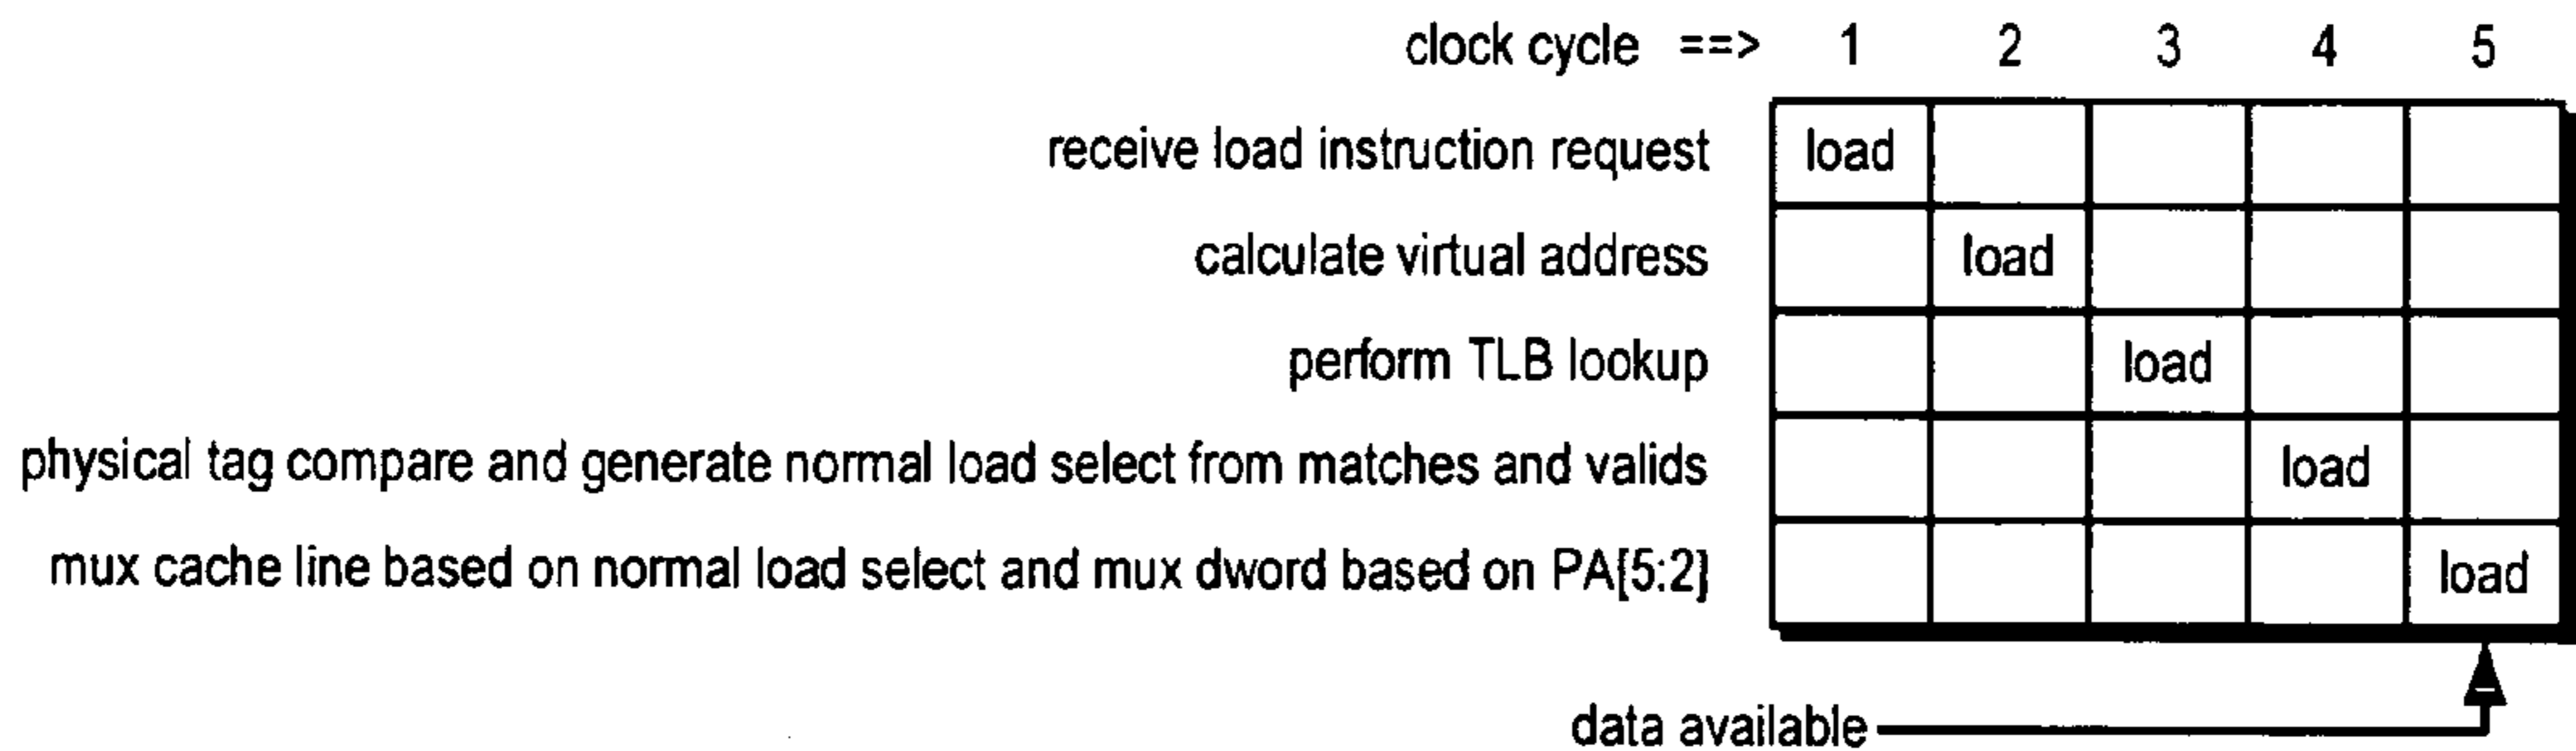 clock cycle ==> 1 2 3 4 5
receive load instruction request load
calculate virtual address load
perform TLB lookup load
physical tag compare and generate normal load select from matches and valids load
mux cache line based on normal load select and mux dword based on PA[5:2] load
data available